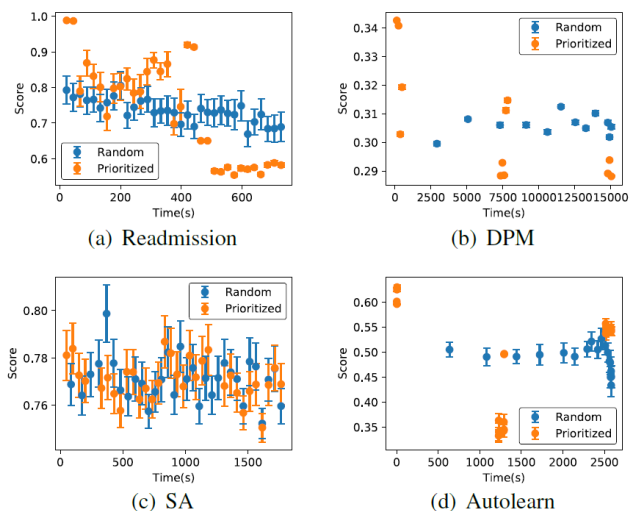 1.0
0.9
0.8
0.7
0.6
Score
Random
Prioritized
0 200 400 600
Time(s)
(a) Readmission
0.34
0.33
0.32
0.31
0.30
0.29
Score
Random
Prioritized
0 2500 5000 7500 10000 12500 15000
Time(s)
(b) DPM
0.80
0.78
0.76
Score
Random
Prioritized
0 500 1000 1500
Time(s)
(c) SA
0.60
0.55
0.50
0.45
0.40
0.35
Score
Random
Prioritized
0 500 1000 1500 2000 2500
Time(s)
(d) Autolearn